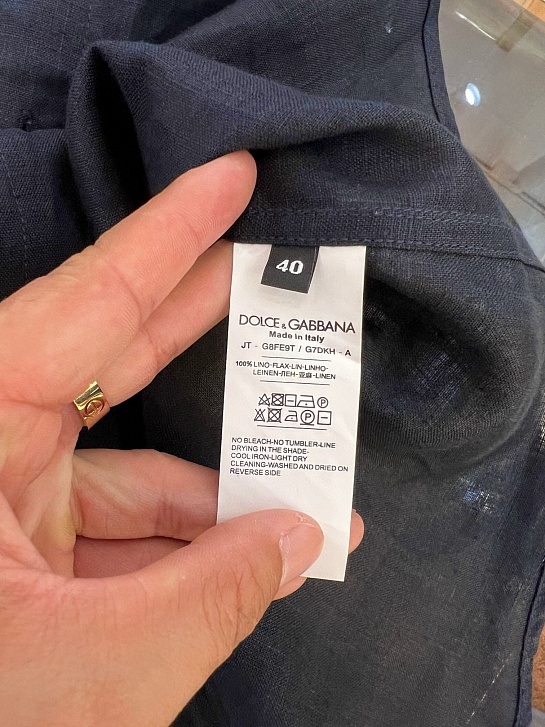 40
DOLCE & GABBANA
Made in Italy
JT - G8FE9T / G7DKH - A
100% LINO-FLAX-LIN-LINHO-
LEINEN-ЛЕН-亚麻-LINEN
NO BLEACH-NO TUMBLER-LINE
DRYING IN THE SHADE-
COOL IRON-LIGHT DRY
CLEANING-WASHED AND DRIED ON
REVERSE SIDE